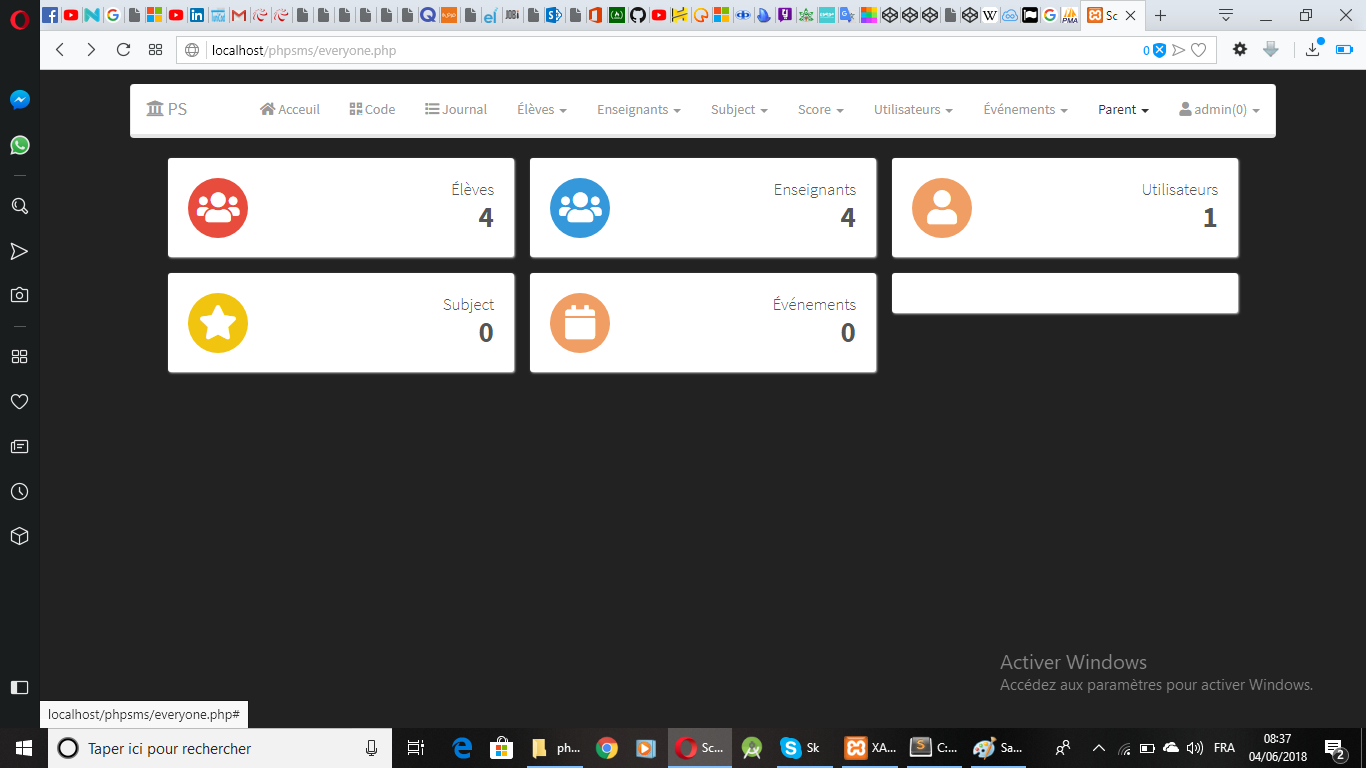 Sc
localhost/phpsms/everyone.php
0
PS
Acceuil
Code
Journal
Élèves
Enseignants
Subject
Score
Utilisateurs
Événements
Parent
admin(0)
Élèves
4
Enseignants
4
Utilisateurs
1
Subject
0
Événements
0
Activer Windows
Accédez aux paramètres pour activer Windows.
localhost/phpsms/everyone.php#
Taper ici pour rechercher
ph...
Sc...
Sk
XA...
C:...
Sa...
FRA
08:37
04/06/2018
2